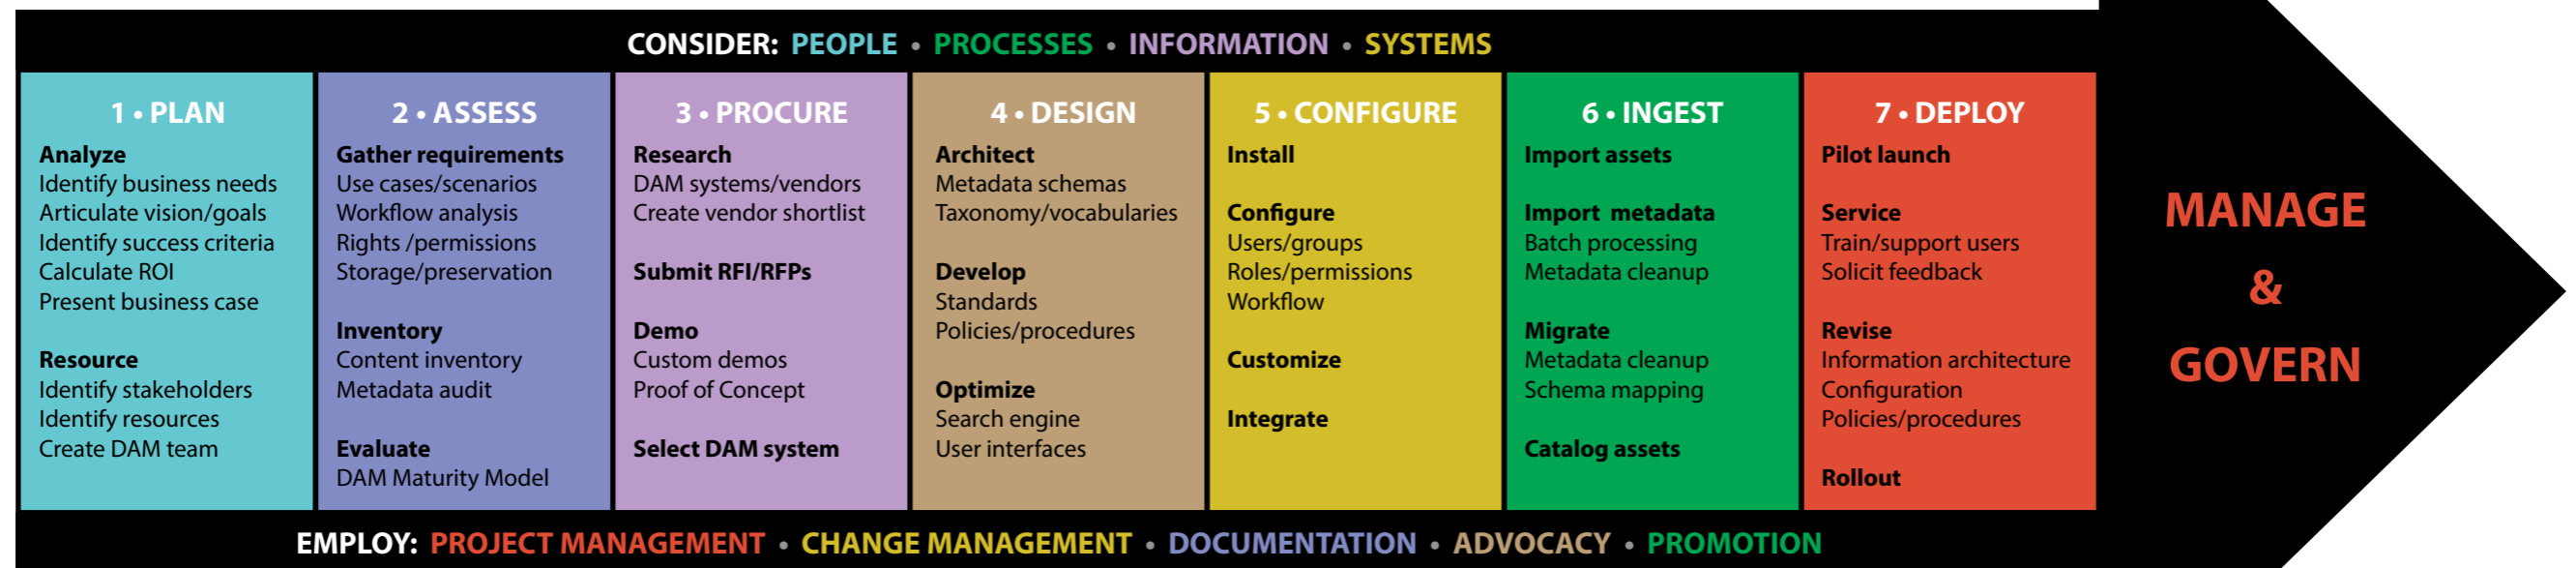 CONSIDER: PEOPLE • PROCESSES • INFORMATION • SYSTEMS
1 • PLAN
Analyze
Identify business needs
Articulate vision/goals
Identify success criteria
Calculate ROI
Present business case
Resource
Identify stakeholders
Identify resources
Create DAM team
2 • ASSESS
Gather requirements
Use cases/scenarios
Workflow analysis
Rights /permissions
Storage/preservation
Inventory
Content inventory
Metadata audit
Evaluate
DAM Maturity Model
3 • PROCURE
Research
DAM systems/vendors
Create vendor shortlist
Submit RFI/RFPs
Demo
Custom demos
Proof of Concept
Select DAM system
4 • DESIGN
Architect
Metadata schemas
Taxonomy/vocabularies
Develop
Standards
Policies/procedures
Optimize
Search engine
User interfaces
5 • CONFIGURE
Install
Configure
Users/groups
Roles/permissions
Workflow
Customize
Integrate
6 • INGEST
Import assets
Import metadata
Batch processing
Metadata cleanup
Migrate
Metadata cleanup
Schema mapping
Catalog assets
7 • DEPLOY
Pilot launch
Service
Train/support users
Solicit feedback
Revise
Information architecture
Configuration
Policies/procedures
Rollout
MANAGE
&
GOVERN
EMPLOY: PROJECT MANAGEMENT • CHANGE MANAGEMENT • DOCUMENTATION • ADVOCACY • PROMOTION